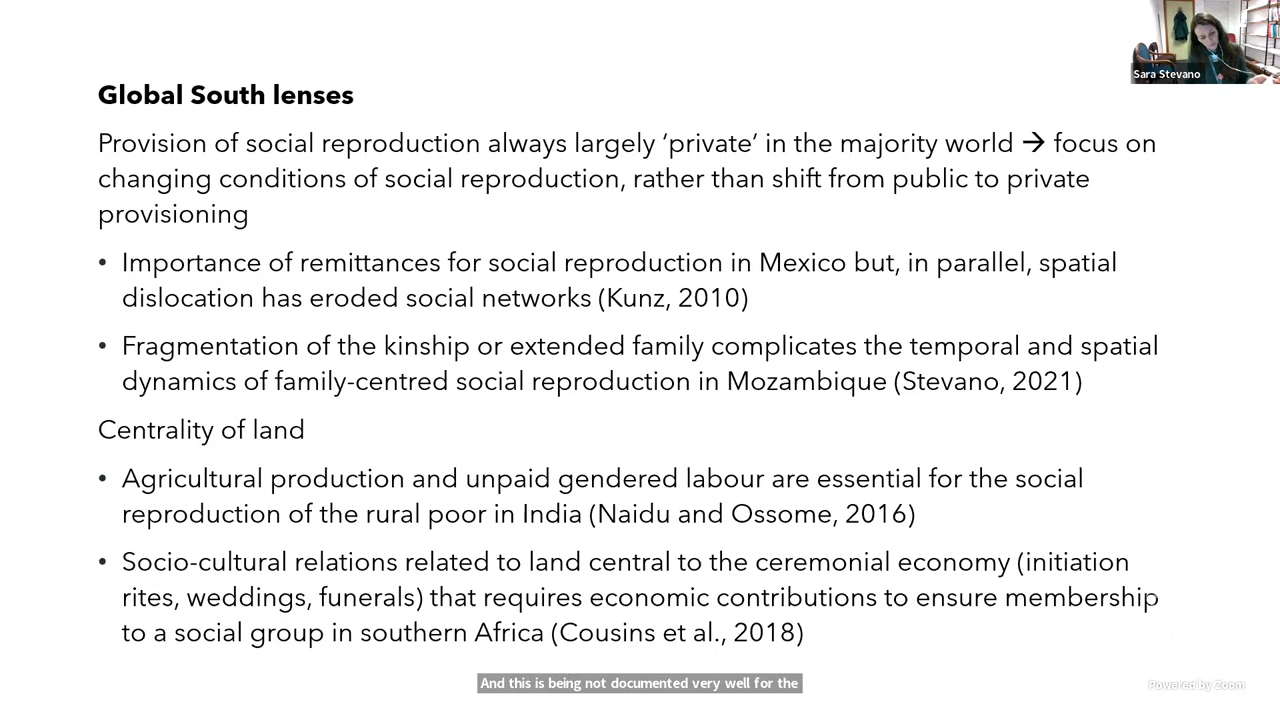 Sara Stevano
Global South lenses
Provision of social reproduction always largely ‘private’ in the majority world → focus on
changing conditions of social reproduction, rather than shift from public to private
provisioning
• Importance of remittances for social reproduction in Mexico but, in parallel, spatial
dislocation has eroded social networks (Kunz, 2010)
• Fragmentation of the kinship or extended family complicates the temporal and spatial
dynamics of family-centred social reproduction in Mozambique (Stevano, 2021)
Centrality of land
• Agricultural production and unpaid gendered labour are essential for the social
reproduction of the rural poor in India (Naidu and Ossome, 2016)
• Socio-cultural relations related to land central to the ceremonial economy (initiation
rites, weddings, funerals) that requires economic contributions to ensure membership
to a social group in southern Africa (Cousins et al., 2018)
And this is being not documented very well for the
Powered by Zoom